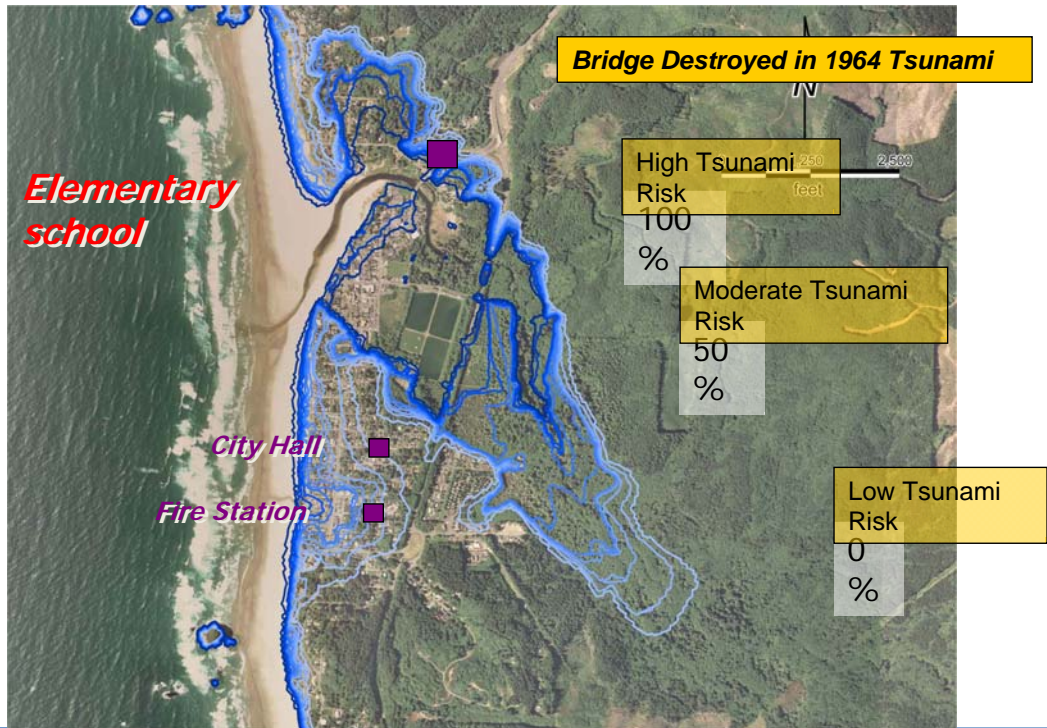 Bridge Destroyed in 1964 Tsunami
N
High Tsunami
Risk
250
2,500
feet
100
%
Elementary
school
Moderate Tsunami
Risk
50
%
City Hall
Fire Station
Low Tsunami
Risk
0
%